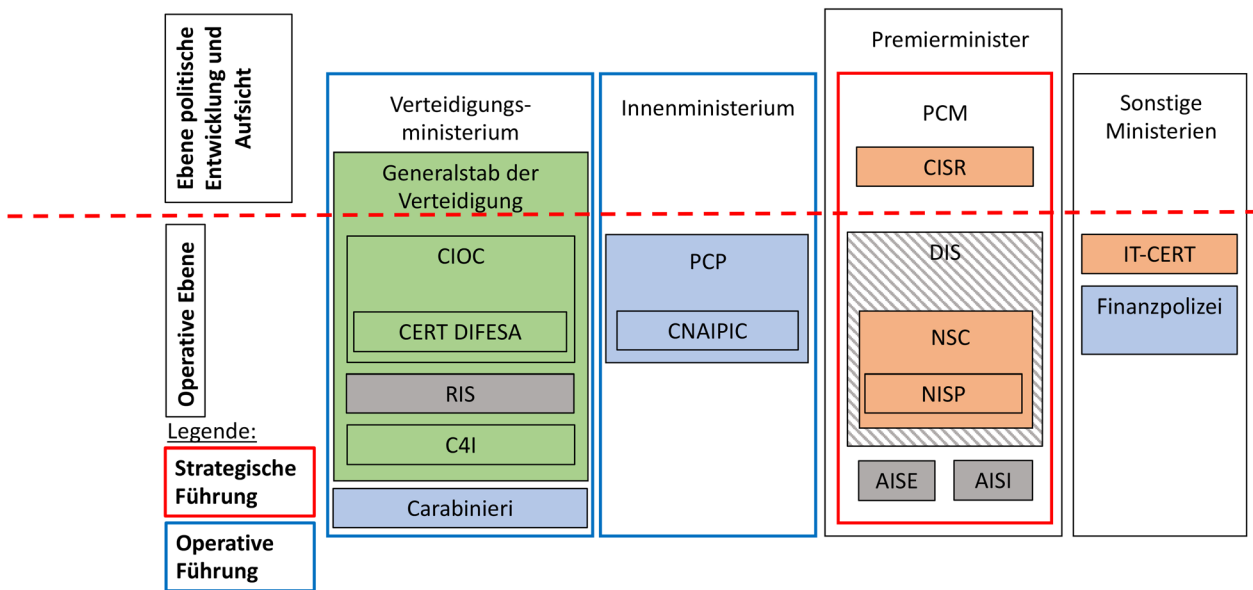 Ebene politische
Entwicklung und
Aufsicht
Operative Ebene
Legende:
Strategische
Führung
Operative
Führung
Verteidigungs-
ministerium
Generalstab der
Verteidigung
CIOC
CERT DIFESA
RIS
C4I
Carabinieri
Innenministerium
PCP
CNAIPIC
Premierminister
PCM
CISR
DIS
NSC
NISP
AISE
AISI
Sonstige
Ministerien
IT-CERT
Finanzpolizei